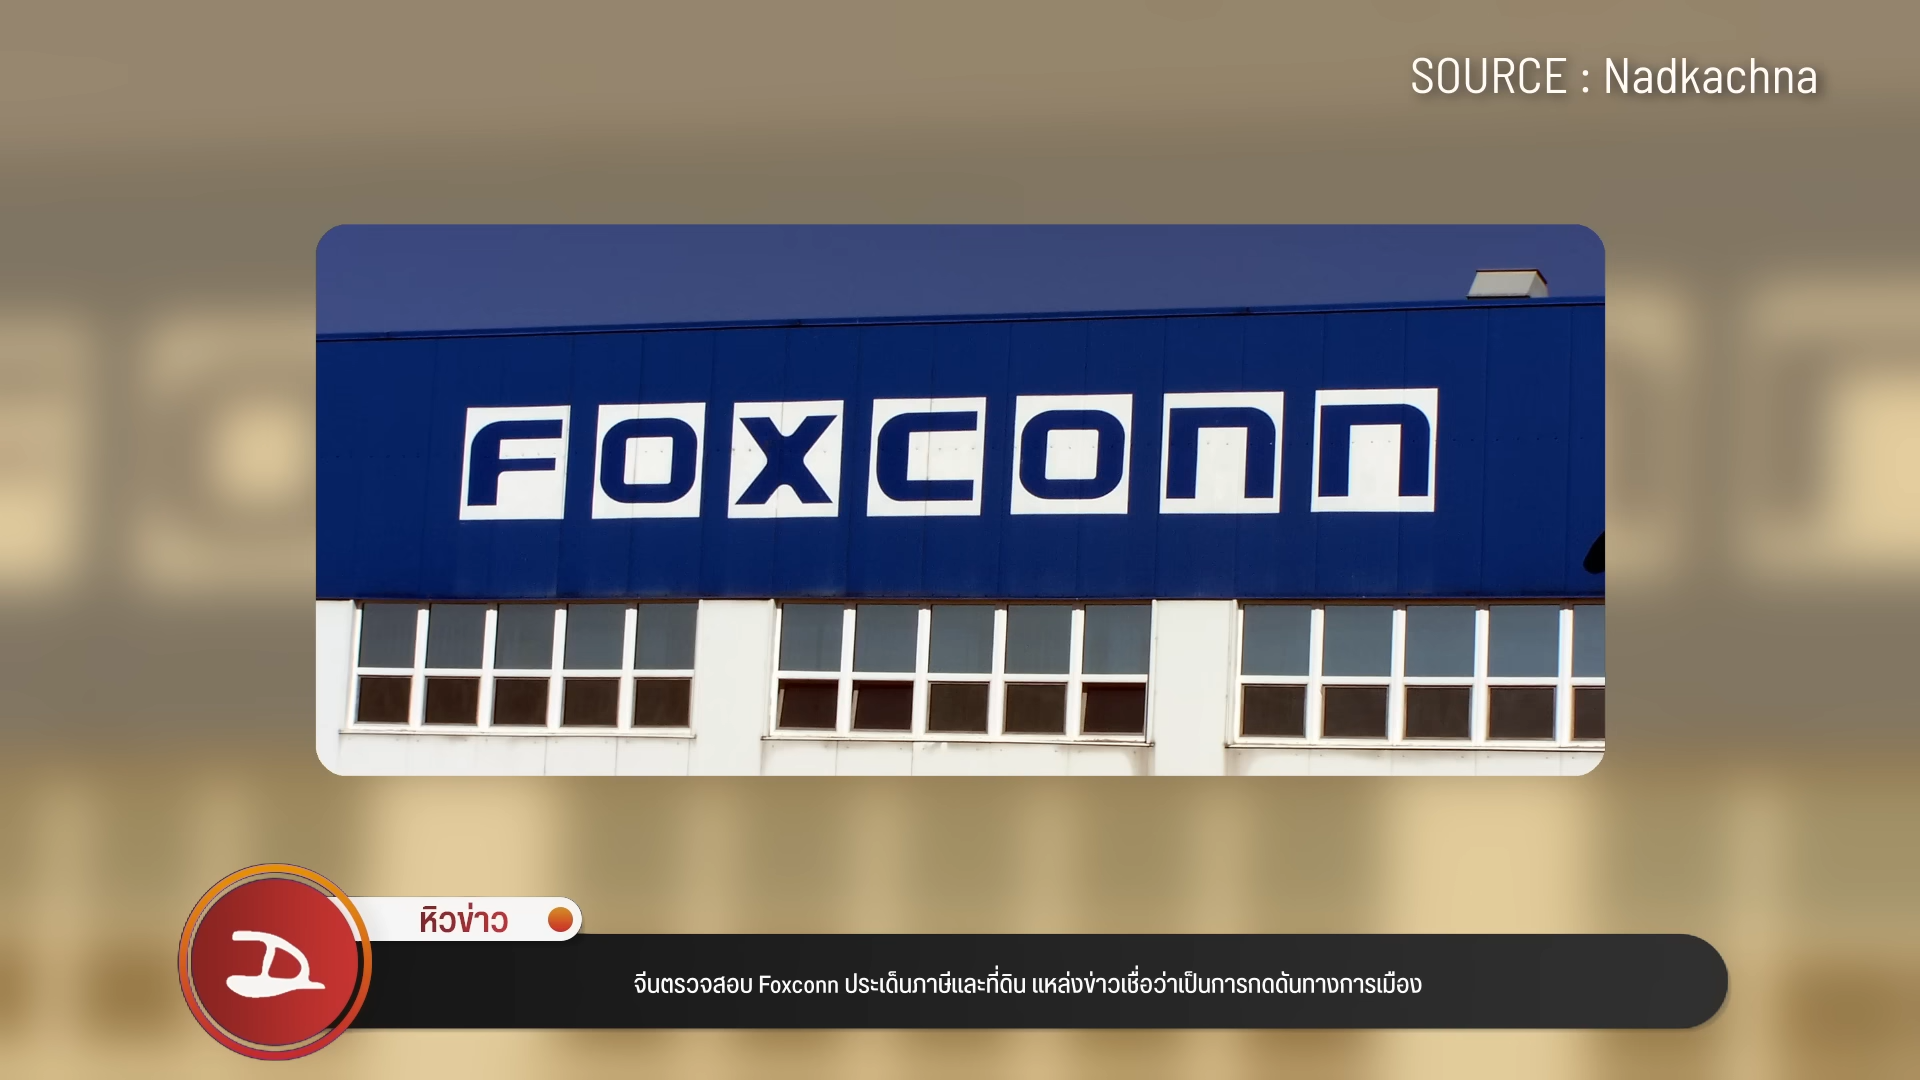 SOURCE : Nadkachna
FOXCONN
หิวข่าว
จีนตรวจสอบ Foxconn ประเด็นภาษีและที่ดิน แหล่งข่าวเชื่อว่าเป็นการกดดันทางการเมือง